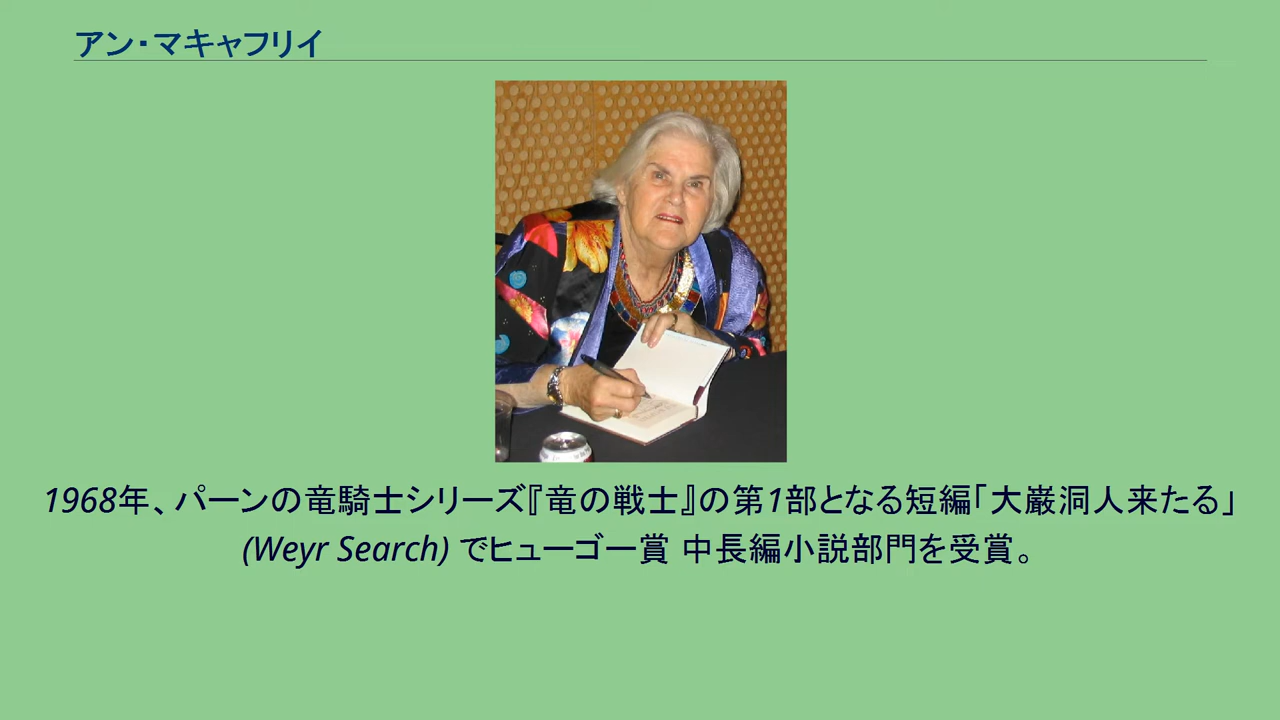 アン・マキャフリイ
1968年、パーンの竜騎士シリーズ『竜の戦士』の第1部となる短編「大巌洞人来たる」
(Weyr Search) でヒューゴー賞 中長編小説部門を受賞。